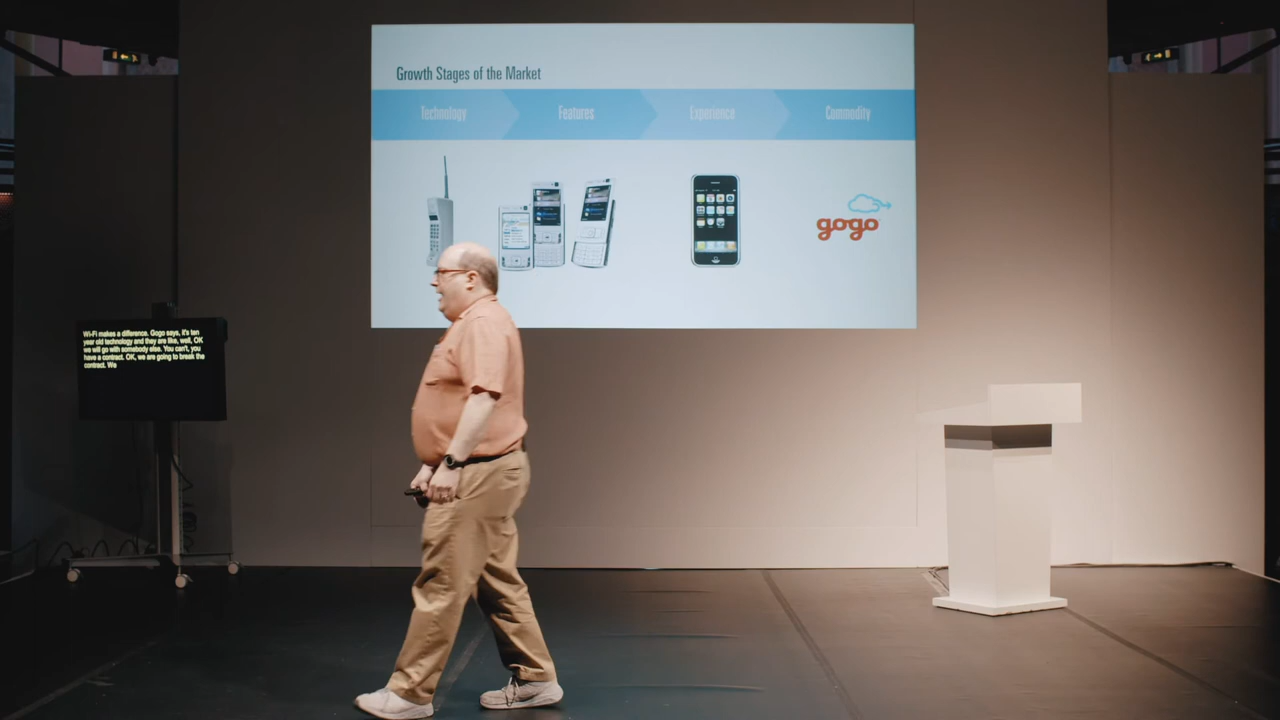 Growth Stages of the Market
Technology
Features
Experience
Commodity
gogo
Wi-Fi makes a difference. Gogo says, it's ten
year old technology and they are like, well, OK
we will go with somebody else. You can't, you
have a contract. OK, we are going to break the
contract. We